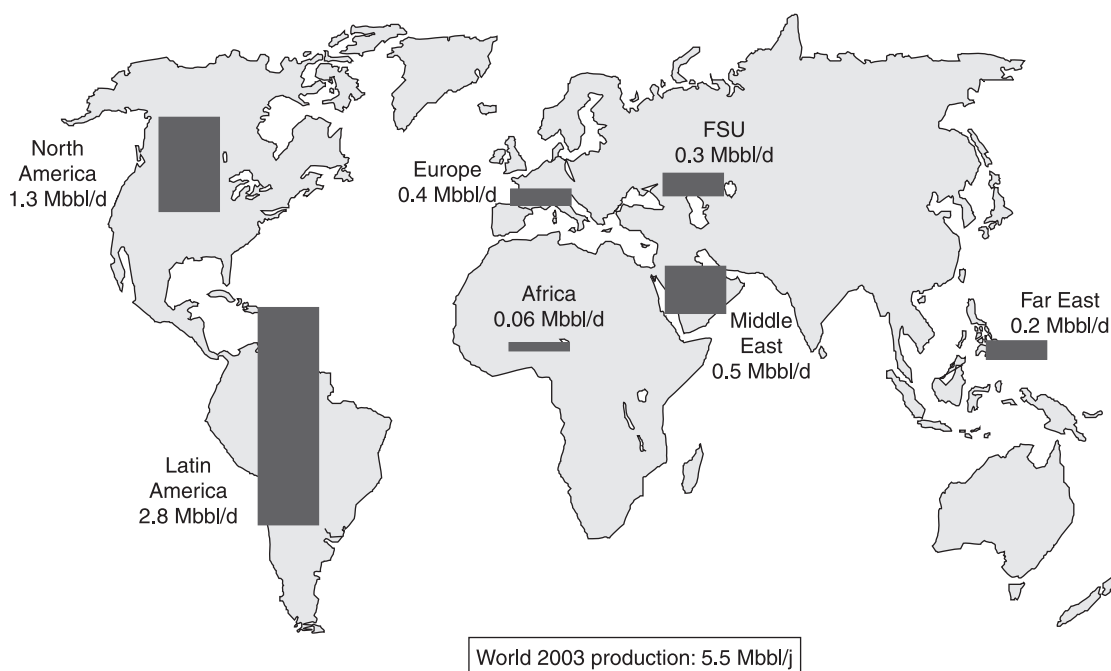 North
America
1.3 Mbbl/d
Europe
0.4 Mbbl/d
FSU
0.3 Mbbl/d
Africa
0.06 Mbbl/d
Middle
East
0.5 Mbbl/d
Far East
0.2 Mbbl/d
Latin
America
2.8 Mbbl/d
World 2003 production: 5.5 Mbbl/j